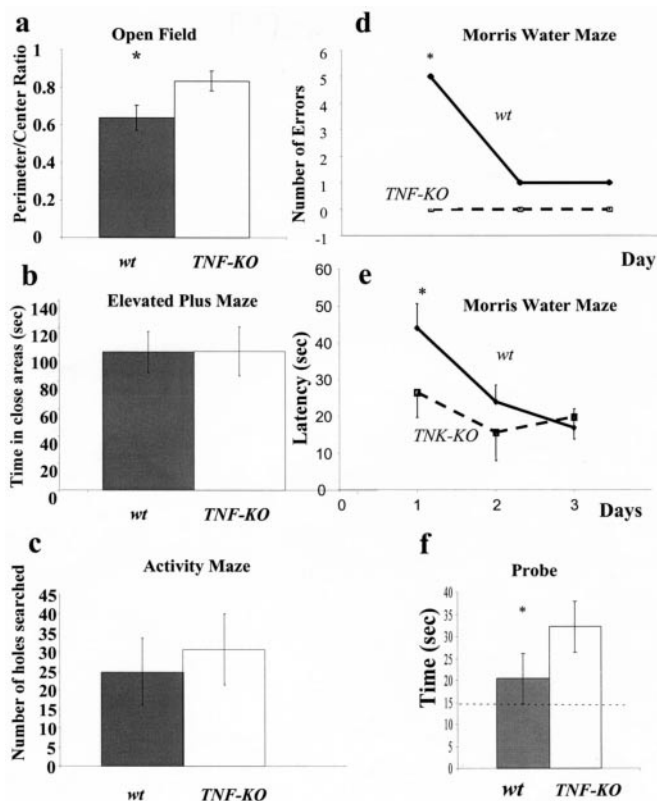 a
Open Field
*
Perimeter/Center Ratio
1
0.8
0.6
0.4
0.2
0
wt
TNF-KO
b
Elevated Plus Maze
Time in close areas (sec)
140
120
100
80
60
40
20
0
wt
TNF-KO
c
Activity Maze
Number of holes searched
45
40
35
30
25
20
15
10
5
0
wt
TNF-KO
d
Morris Water Maze
*
Number of Errors
6
5
4
3
2
1
0
-1
wt
TNF-KO
Day
e
Morris Water Maze
*
Latency (sec)
60
50
40
30
20
10
0
wt
TNK-KO
0 1 2 3
Days
f
Probe
*
Time (sec)
40
35
30
25
20
15
10
5
0
wt
TNF-KO